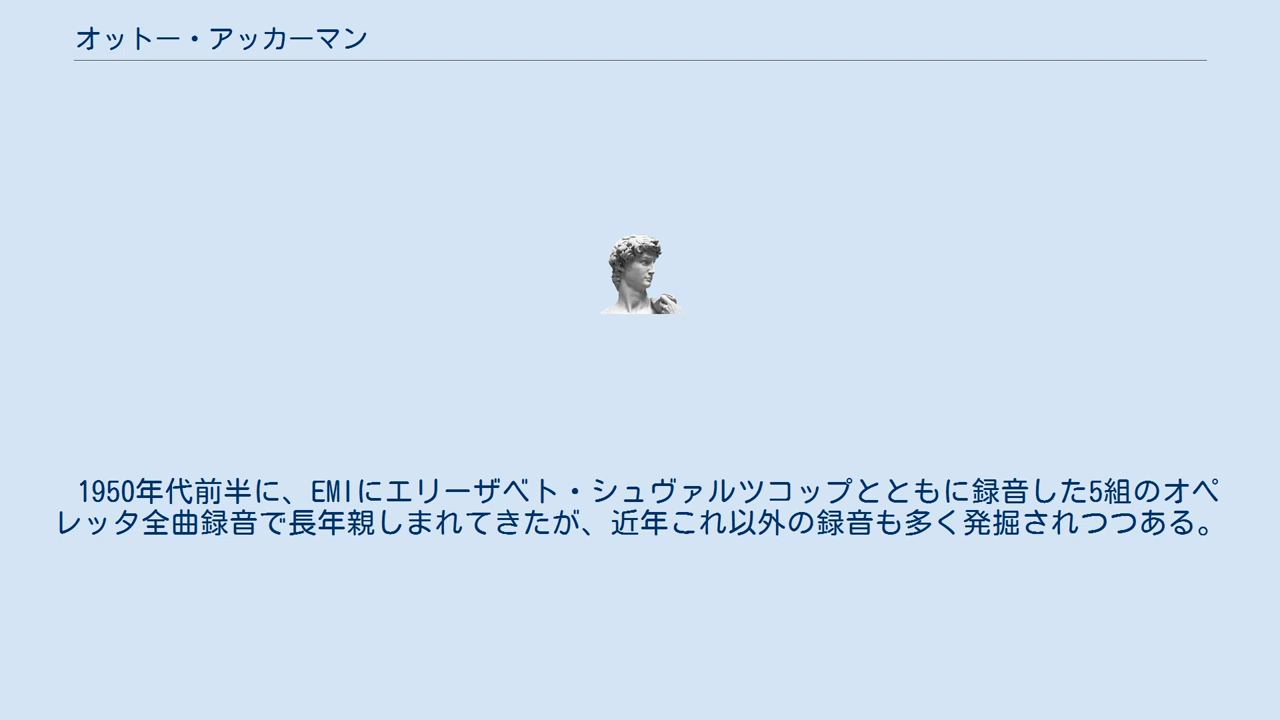 オットー・アッカーマン
1950年代前半に、EMIにエリーザベト・シュヴァルツコップとともに録音した5組のオペ
レッタ全曲録音で長年親しまれてきたが、近年これ以外の録音も多く発掘されつつある。